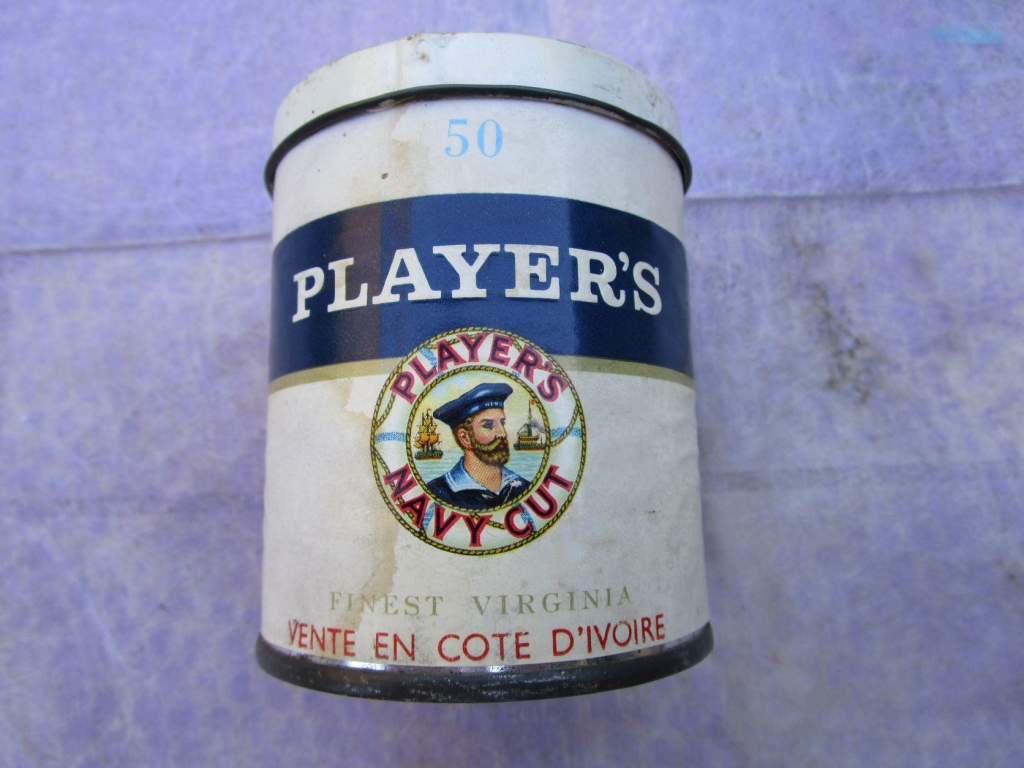 50
PLAYER'S
PLAYER'S
NAVY CUT
FINEST VIRGINIA
VENTE EN COTE D'IVOIRE